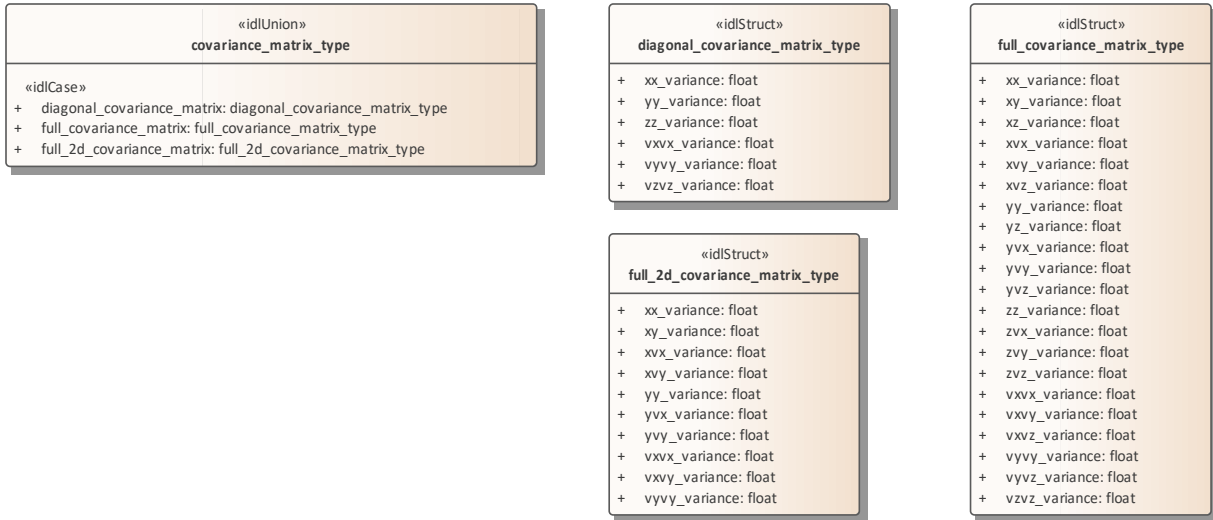 «idlUnion»
covariance_matrix_type
«idlCase»
+ diagonal_covariance_matrix: diagonal_covariance_matrix_type
+ full_covariance_matrix: full_covariance_matrix_type
+ full_2d_covariance_matrix: full_2d_covariance_matrix_type
«idlStruct»
diagonal_covariance_matrix_type
+ xx_variance: float
+ yy_variance: float
+ zz_variance: float
+ vxvx_variance: float
+ vyvy_variance: float
+ vzvz_variance: float
«idlStruct»
full_2d_covariance_matrix_type
+ xx_variance: float
+ xy_variance: float
+ xvx_variance: float
+ xvy_variance: float
+ yy_variance: float
+ yvx_variance: float
+ yvy_variance: float
+ vxvx_variance: float
+ vxvy_variance: float
+ vyvy_variance: float
«idlStruct»
full_covariance_matrix_type
+ xx_variance: float
+ xy_variance: float
+ xz_variance: float
+ xvx_variance: float
+ xvy_variance: float
+ xvz_variance: float
+ yy_variance: float
+ yz_variance: float
+ yvx_variance: float
+ yvy_variance: float
+ yvz_variance: float
+ zz_variance: float
+ zvx_variance: float
+ zvy_variance: float
+ zvz_variance: float
+ vxvx_variance: float
+ vxvy_variance: float
+ vxvz_variance: float
+ vyvy_variance: float
+ vyvz_variance: float
+ vzvz_variance: float